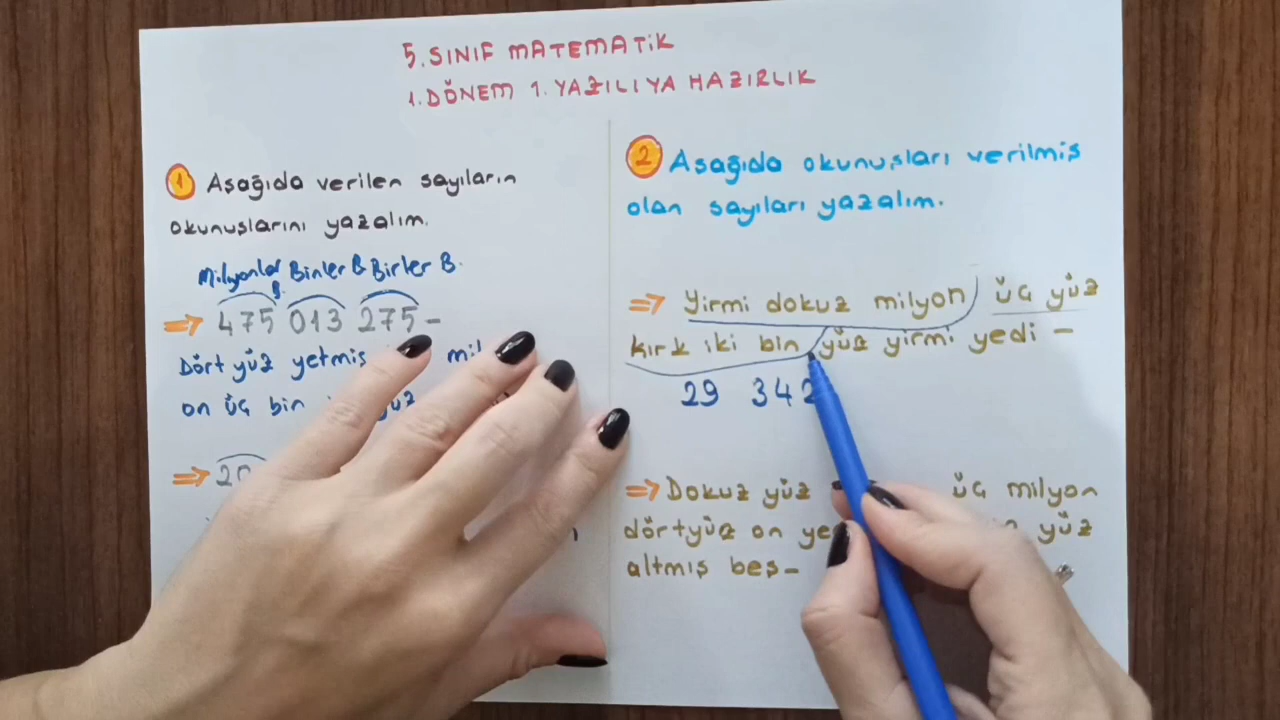 5. SINIF MATEMATİK
1. DÖNEM 1. YAZILIYA HAZIRLIK
1 Aşağıda verilen sayıların
okunuşlarını yazalım.
Milyonlar B. Binler B Birler B.
⇒ 475 013 275 -
Dört yüz yetmiş mil
on üç bin
⇒
2 Aşağıda okunuşları verilmiş
olan sayıları yazalım.
⇒ Yirmi dokuz milyon üç yüz
kırk iki bin yüz yirmi yedi -
29 342
⇒ Dokuz yüz üç milyon
dörtyüz on yüz
altmış beş -